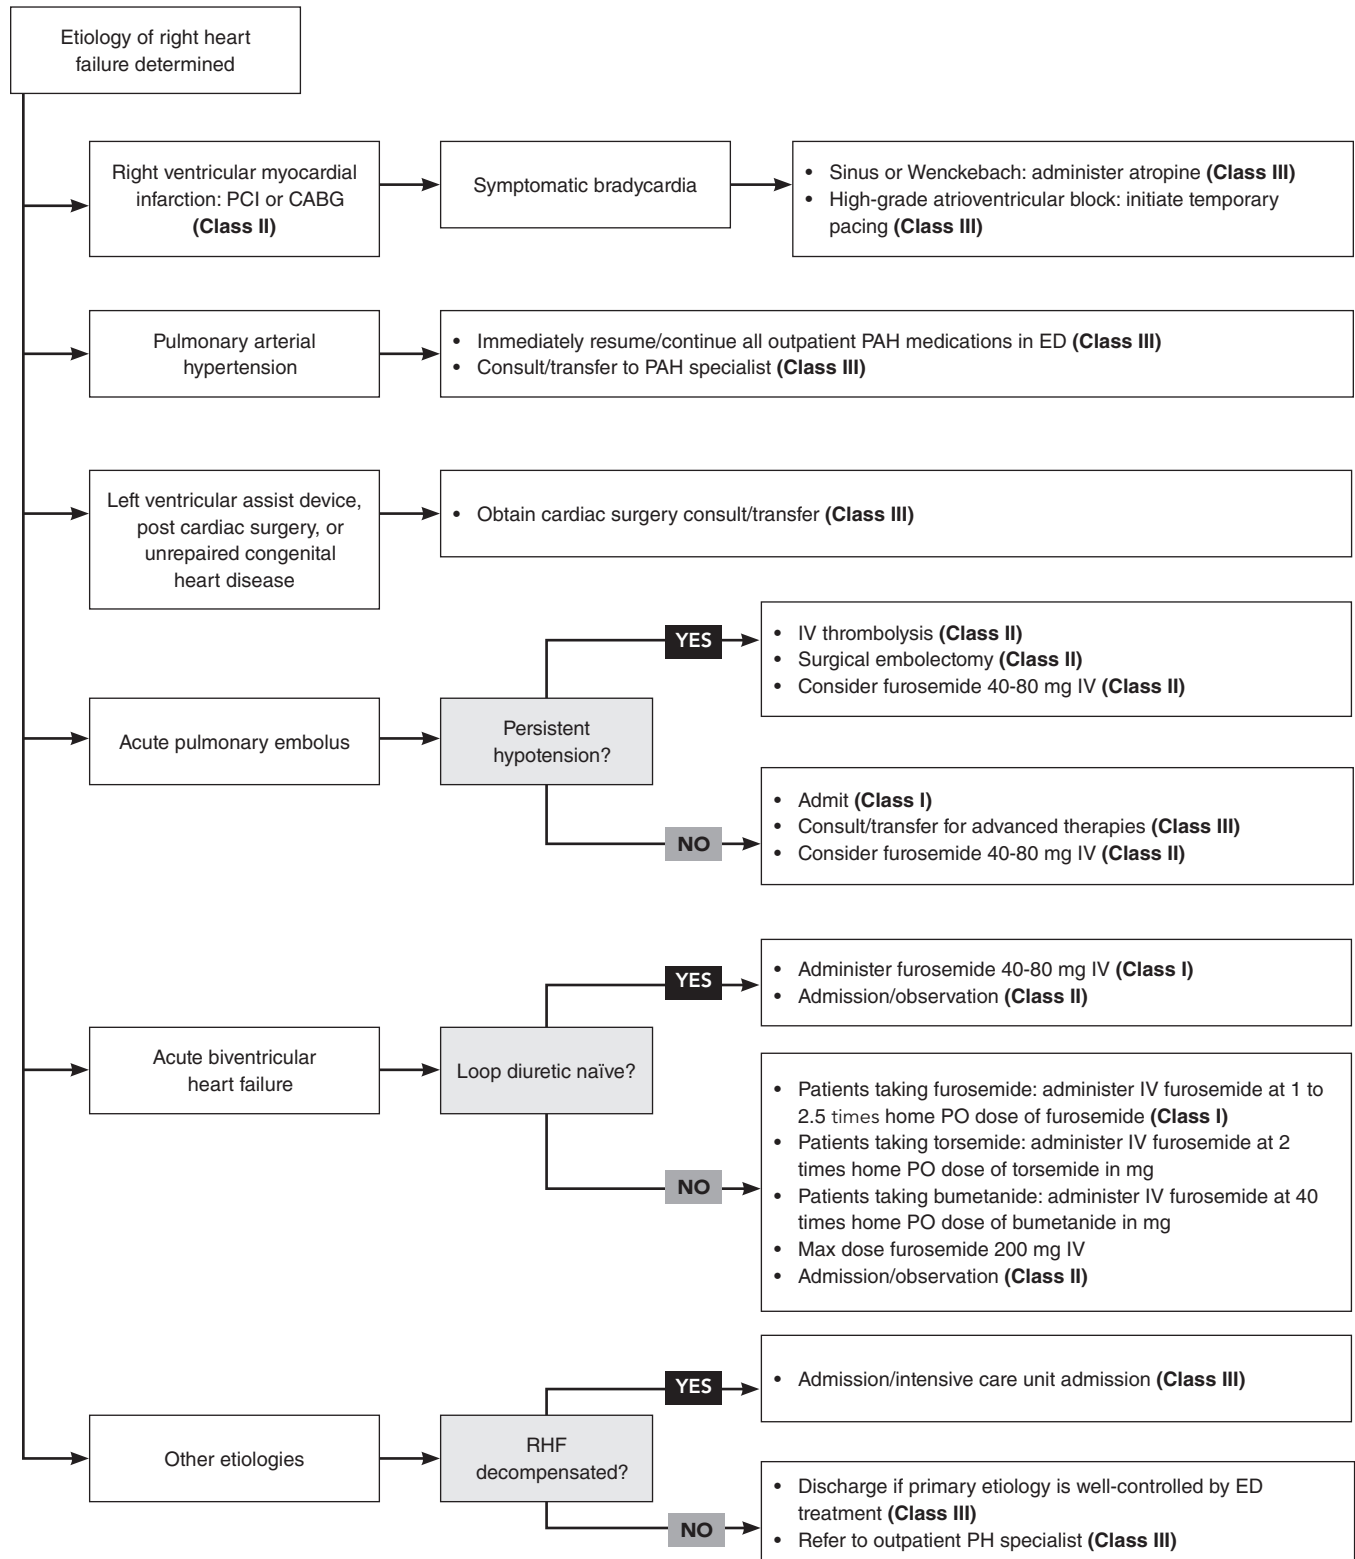 Etiology of right heart
failure determined
Right ventricular myocardial
infarction: PCI or CABG
(Class II)
Symptomatic bradycardia
• Sinus or Wenckebach: administer atropine (Class III)
• High-grade atrioventricular block: initiate temporary
pacing (Class III)
Pulmonary arterial
hypertension
• Immediately resume/continue all outpatient PAH medications in ED (Class III)
• Consult/transfer to PAH specialist (Class III)
Left ventricular assist device,
post cardiac surgery, or
unrepaired congenital
heart disease
• Obtain cardiac surgery consult/transfer (Class III)
Acute pulmonary embolus
Persistent
hypotension?
YES
• IV thrombolysis (Class II)
• Surgical embolectomy (Class II)
• Consider furosemide 40-80 mg IV (Class II)
NO
• Admit (Class I)
• Consult/transfer for advanced therapies (Class III)
• Consider furosemide 40-80 mg IV (Class II)
Acute biventricular
heart failure
Loop diuretic naïve?
YES
• Administer furosemide 40-80 mg IV (Class I)
• Admission/observation (Class II)
NO
• Patients taking furosemide: administer IV furosemide at 1 to
2.5 times home PO dose of furosemide (Class I)
• Patients taking torsemide: administer IV furosemide at 2
times home PO dose of torsemide in mg
• Patients taking bumetanide: administer IV furosemide at 40
times home PO dose of bumetanide in mg
• Max dose furosemide 200 mg IV
• Admission/observation (Class II)
Other etiologies
RHF
decompensated?
YES
• Admission/intensive care unit admission (Class III)
NO
• Discharge if primary etiology is well-controlled by ED
treatment (Class III)
• Refer to outpatient PH specialist (Class III)